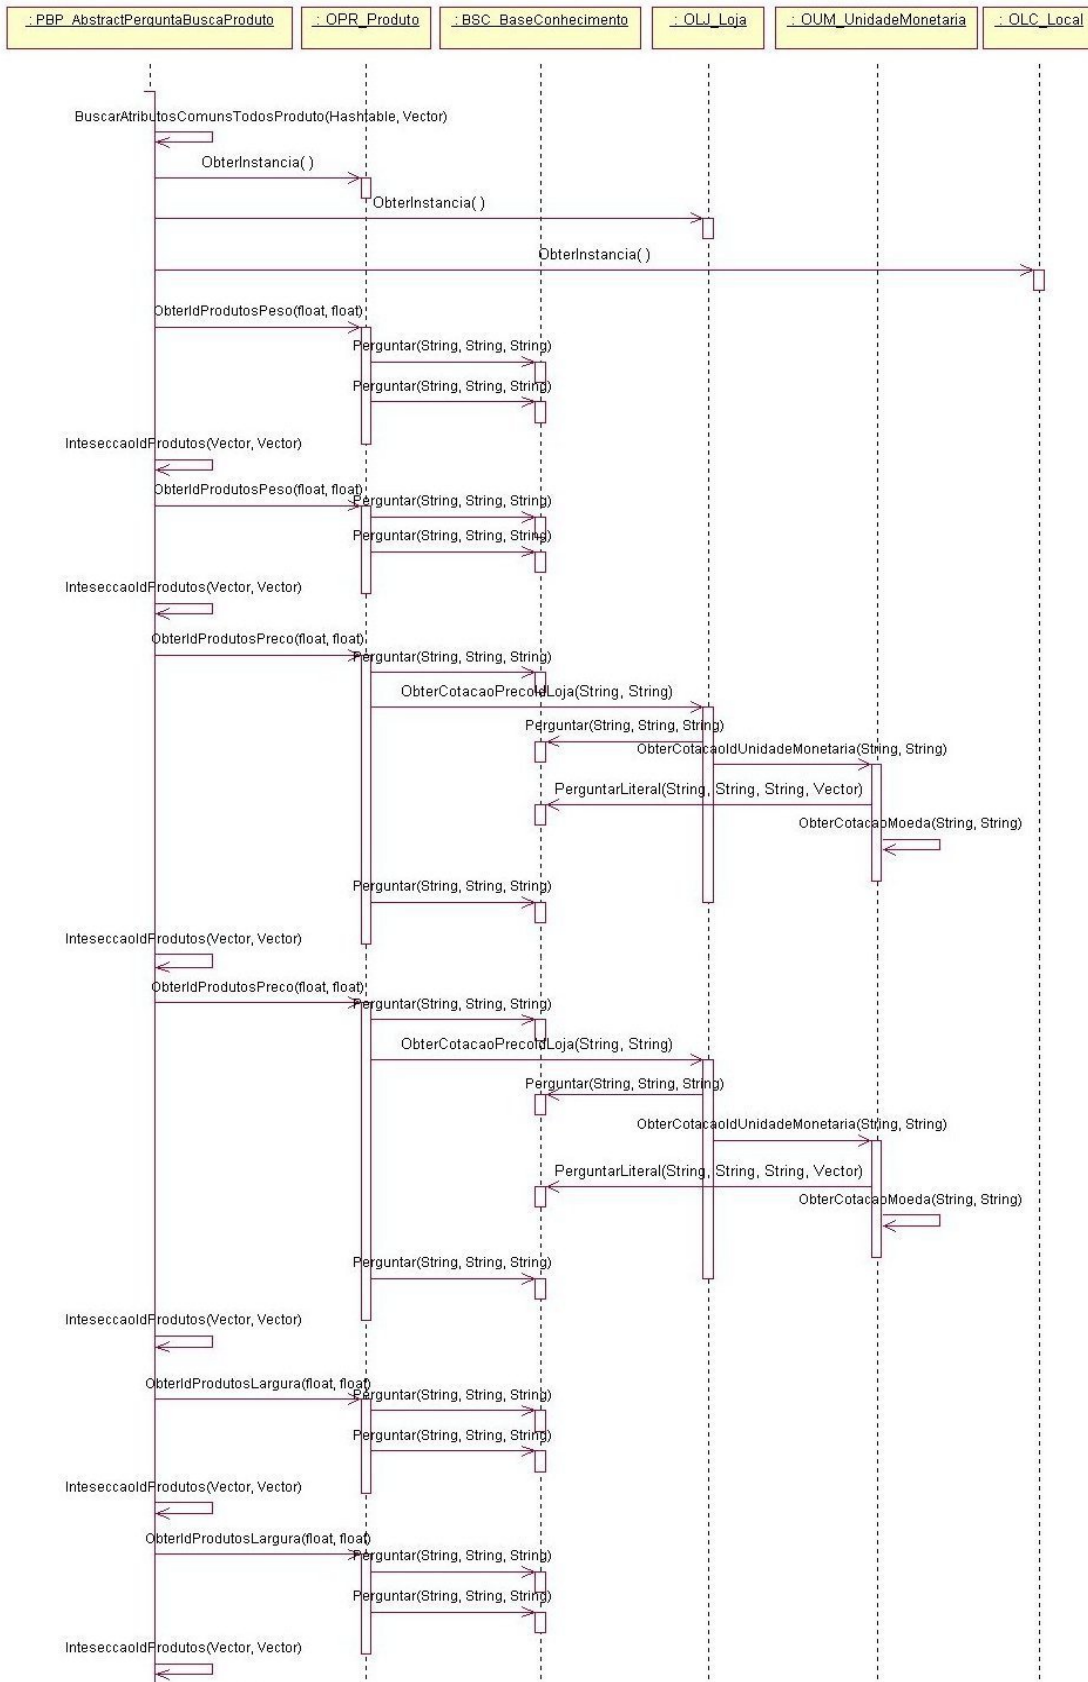 : PBP_AbstractPerguntaBuscaProduto
: OPR_Produto
: BSC_BaseConhecimento
: OLJ_Loja
: OUM_UnidadeMonetaria
: OLC_Local
BuscarAtributosComunsTodosProduto(Hashtable, Vector)
ObterInstancia( )
ObterInstancia( )
ObterInstancia( )
ObterIdProdutosPeso(float, float)
Perguntar(String, String, String)
Perguntar(String, String, String)
InteseccaoIdProdutos(Vector, Vector)
ObterIdProdutosPeso(float, float)
Perguntar(String, String, String)
Perguntar(String, String, String)
InteseccaoIdProdutos(Vector, Vector)
ObterIdProdutosPreco(float, float)
Perguntar(String, String, String)
ObterCotacaoPrecoIdLoja(String, String)
Perguntar(String, String, String)
ObterCotacaoIdUnidadeMonetaria(String, String)
PerguntarLiteral(String, String, String, Vector)
ObterCotacaoMoeda(String, String)
Perguntar(String, String, String)
InteseccaoIdProdutos(Vector, Vector)
ObterIdProdutosPreco(float, float)
Perguntar(String, String, String)
ObterCotacaoPrecoIdLoja(String, String)
Perguntar(String, String, String)
ObterCotacaoIdUnidadeMonetaria(String, String)
PerguntarLiteral(String, String, String, Vector)
ObterCotacaoMoeda(String, String)
Perguntar(String, String, String)
InteseccaoIdProdutos(Vector, Vector)
ObterIdProdutosLargura(float, float)
Perguntar(String, String, String)
Perguntar(String, String, String)
InteseccaoIdProdutos(Vector, Vector)
ObterIdProdutosLargura(float, float)
Perguntar(String, String, String)
Perguntar(String, String, String)
InteseccaoIdProdutos(Vector, Vector)